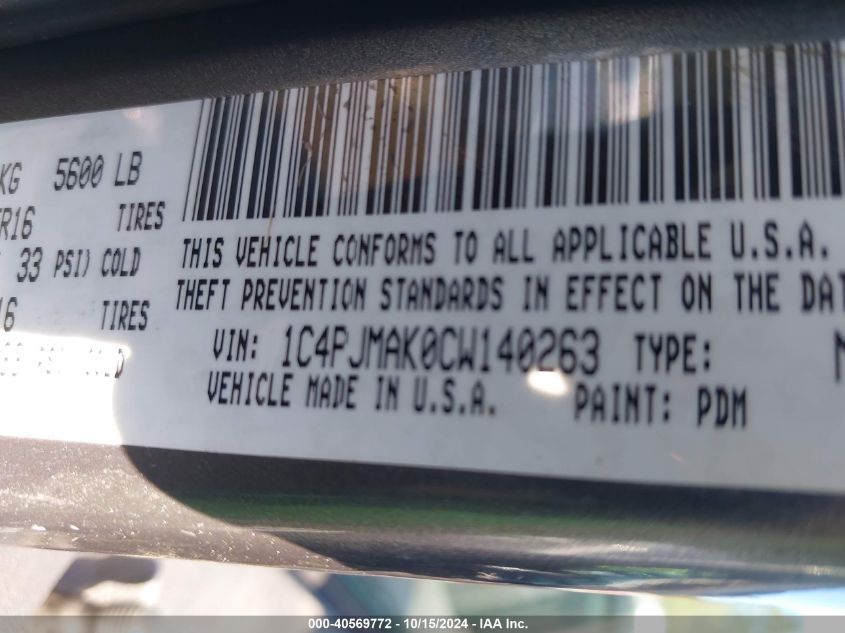 KG 5600 LB
R16 TIRES
33 PSI) COLD
16 TIRES
COLD
THIS VEHICLE CONFORMS TO ALL APPLICABLE U.S.A.
THEFT PREVENTION STANDARDS IN EFFECT ON THE DAT
VIN: 1C4PJMAK0CW140263 TYPE: M
VEHICLE MADE IN U.S.A. PAINT: PDM
000-40569772 - 10/15/2024 - IAA Inc.